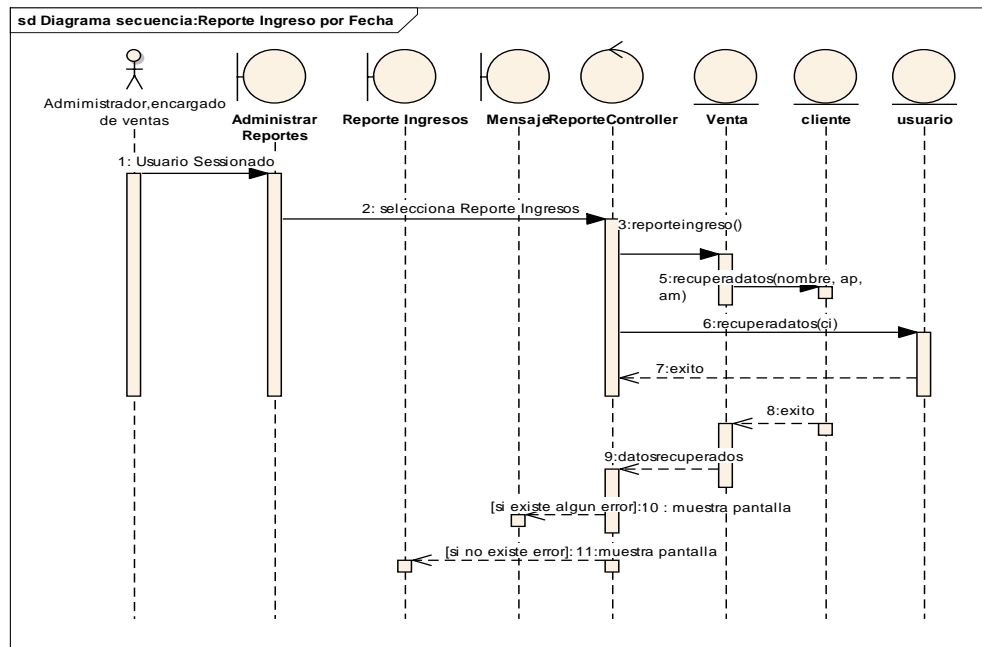 sd Diagrama secuencia:Reporte Ingreso por Fecha
Admimistrador,encargado
de ventas
Administrar
Reportes
Reporte Ingresos
Mensaje
ReporteController
Venta
cliente
usuario
1: Usuario Sessionado
2: selecciona Reporte Ingresos
3:reporteingreso()
5:recuperadatos(nombre, ap,
am)
6:recuperadatos(ci)
7:exito
8:exito
9:datosrecuperados
[si existe algun error]:10 : muestra pantalla
[si no existe error]: 11:muestra pantalla